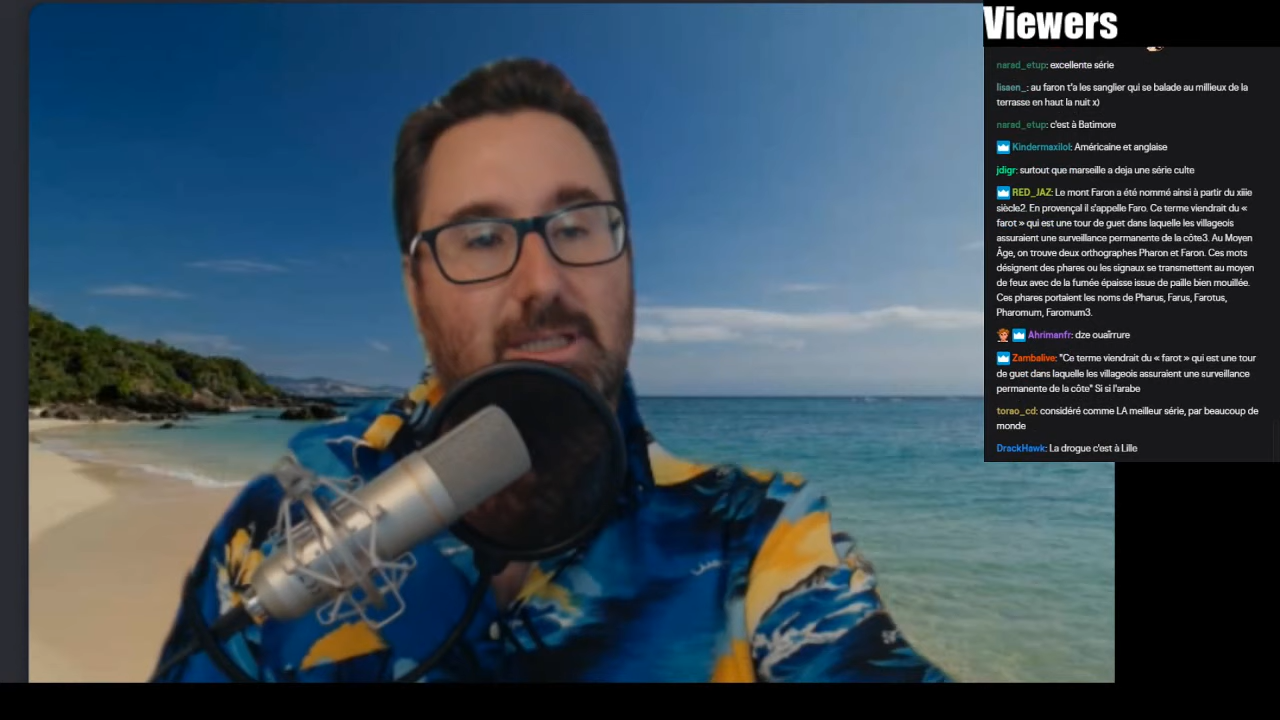 Viewers
narad_etup: excellente série
lisaen_: au faron t'a les sanglier qui se balade au millieux de la
terrasse en haut la nuit x)
narad_etup: c'est à Batimore
Kindermaxilol: Américaine et anglaise
jdigr: surtout que marseille a deja une série culte
RED_JAZ: Le mont Faron a été nommé ainsi à partir du xiiie
siècle2. En provençal il s'appelle Faro. Ce terme viendrait du «
farot » qui est une tour de guet dans laquelle les villageois
assuraient une surveillance permanente de la côte3. Au Moyen
Âge, on trouve deux orthographes Pharon et Faron. Ces mots
désignent des phares ou les signaux se transmettent au moyen
de feux avec de la fumée épaisse issue de paille bien mouillée.
Ces phares portaient les noms de Pharus, Farus, Farotus,
Pharomum, Faromum3.
Ahrimanfr: dze ouaïrrure
Zambalive: "Ce terme viendrait du « farot » qui est une tour
de guet dans laquelle les villageois assuraient une surveillance
permanente de la côte" Si si l'arabe
torao_cd: considéré comme LA meilleur série, par beaucoup de
monde
DrackHawk: La drogue c'est à Lille